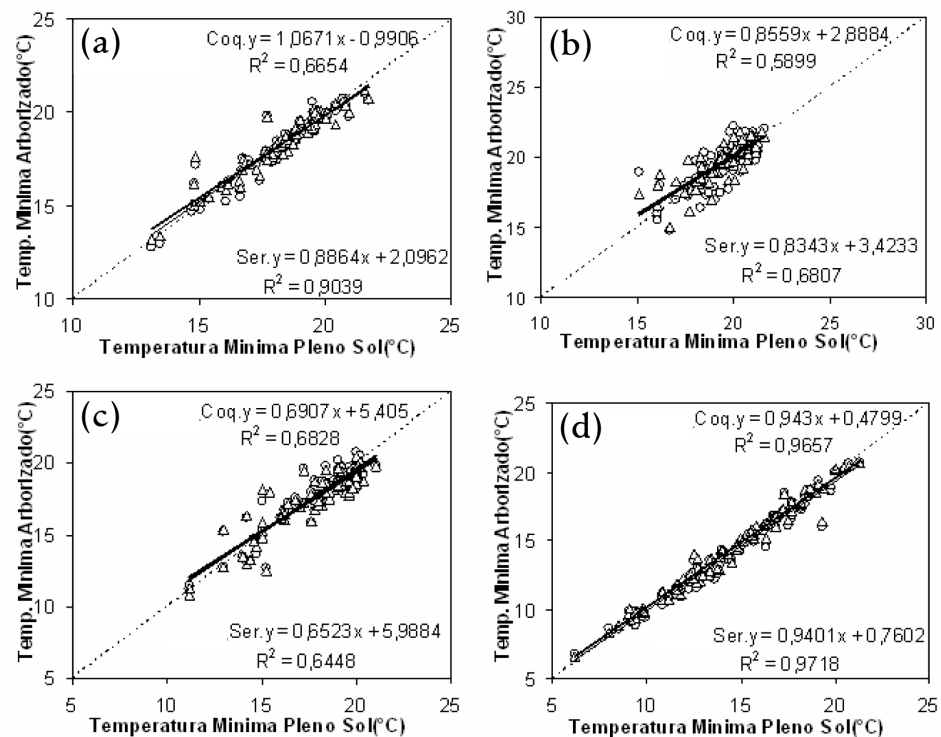 (a)
25
20
15
10
Temp. Minima Arborizado(°C)
Coq.y = 1,0671x - 0,9906
R² = 0,6654
Ser.y = 0,8864x + 2,0962
R² = 0,9039
10 15 20 25
Temperatura Minima Pleno Sol(°C)
(b)
30
25
20
15
10
Temp. Minima Arborizado(°C)
Coq.y = 0,8559x + 2,8884
R² = 0,5899
Ser.y = 0,8343x + 3,4233
R² = 0,6807
10 15 20 25 30
Temperatura Minima Pleno Sol(°C)
(c)
25
20
15
10
5
Temp. Minima Arborizado(°C)
Coq.y = 0,6907x + 5,405
R² = 0,6828
Ser.y = 0,6523x + 5,9884
R² = 0,6448
5 10 15 20 25
Temperatura Minima Pleno Sol(°C)
(d)
25
20
15
10
5
Temp. Minima Arborizado(°C)
Coq.y = 0,943x + 0,4799
R² = 0,9657
Ser.y = 0,9401x + 0,7602
R² = 0,9718
5 10 15 20 25
Temperatura Minima Pleno Sol(°C)